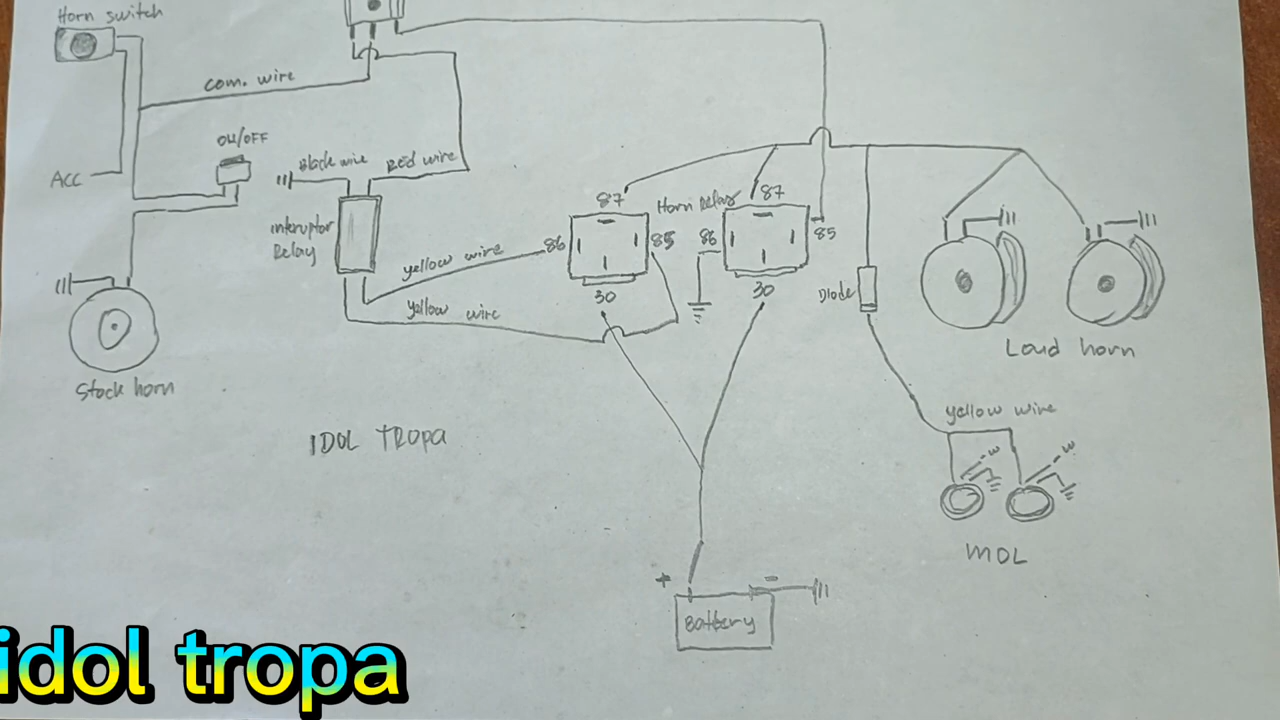 Horn switch
com. wire
ON/OFF
ACC
Black wire
Red wire
interuptor
Relay
87
Horn Relay
87
86
85
86
85
yellow wire
30
30
yellow wire
Diode
Stock horn
Loud horn
IDOL TROPA
yellow wire
w
w
MDL
+
-
Battery
idol tropa